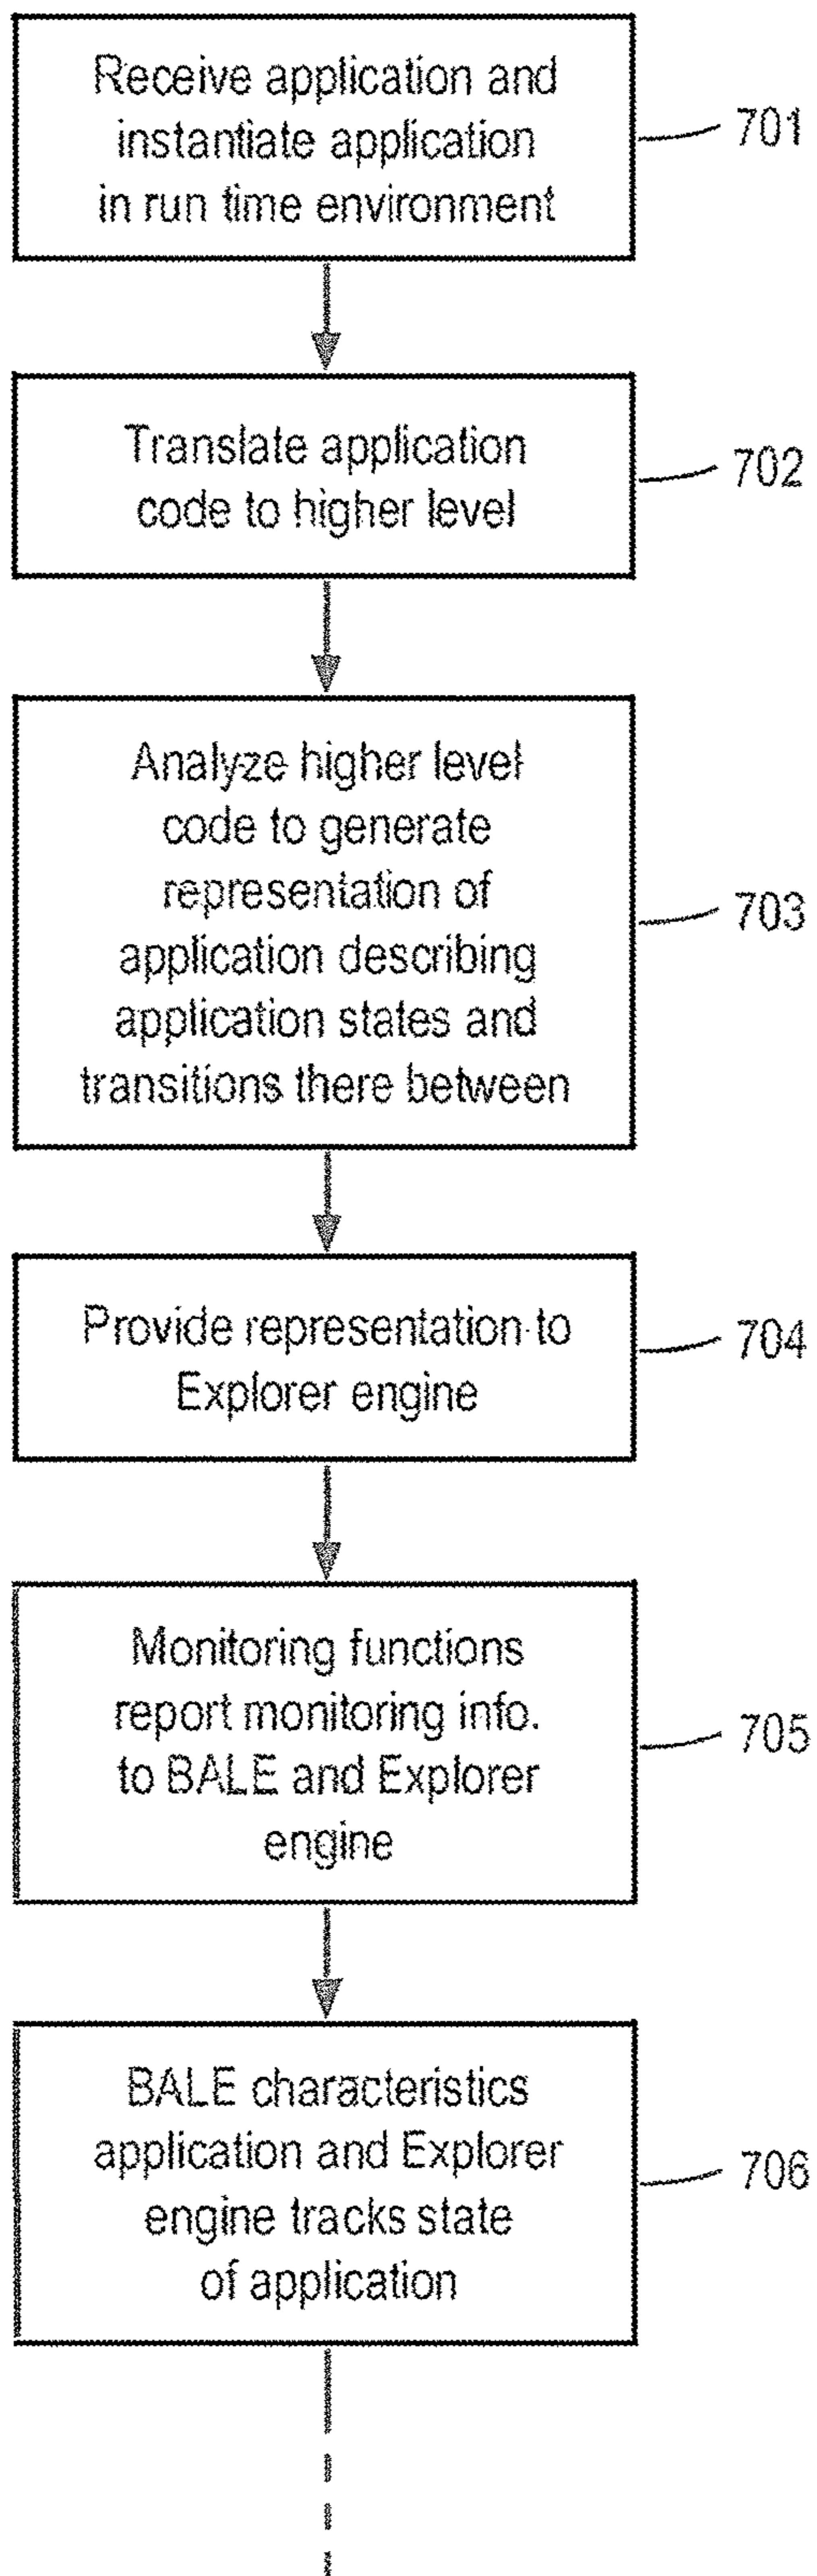 Receive application and
instantiate application
in run time environment
701
Translate application
code to higher level
702
Analyze higher level
code to generate
representation of
application describing
application states and
transitions there between
703
Provide representation to
Explorer engine
704
Monitoring functions
report monitoring info.
to BALE and Explorer
engine
705
BALE characteristics
application and Explorer
engine tracks state
of application
706